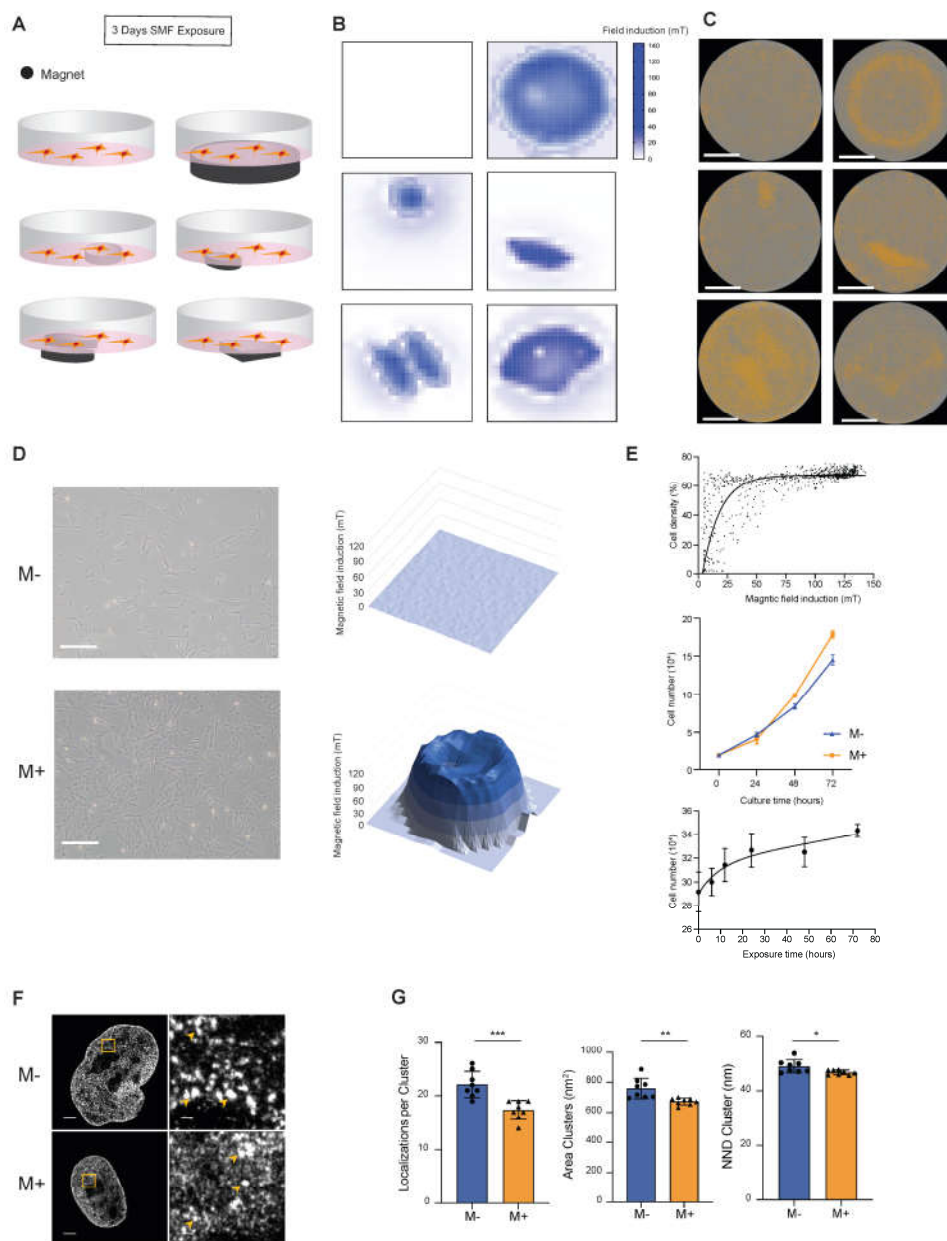 A
3 Days SMF Exposure
Magnet
B
Field induction (mT)
140
120
100
80
60
40
20
0
C
D
M-
M+
Magnetic field induction (mT)
120
90
60
30
0
Magnetic field induction (mT)
120
90
60
30
0
E
Cell density (%)
80
60
40
20
0
0 25 50 75 100 125 150
Magntic field induction (mT)
Cell number (10⁴)
20
15
10
5
0
0 24 48 72
Culture time (hours)
M-
M+
Cell number (10⁴)
36
34
32
30
28
26
0 10 20 30 40 50 60 70 80
Exposure time (hours)
F
M-
M+
G
Localizations per Cluster
30
20
10
0
***
M- M+
Area Clusters (nm²)
1000
800
600
400
200
0
**
M- M+
NND Cluster (nm)
60
40
20
0
*
M- M+